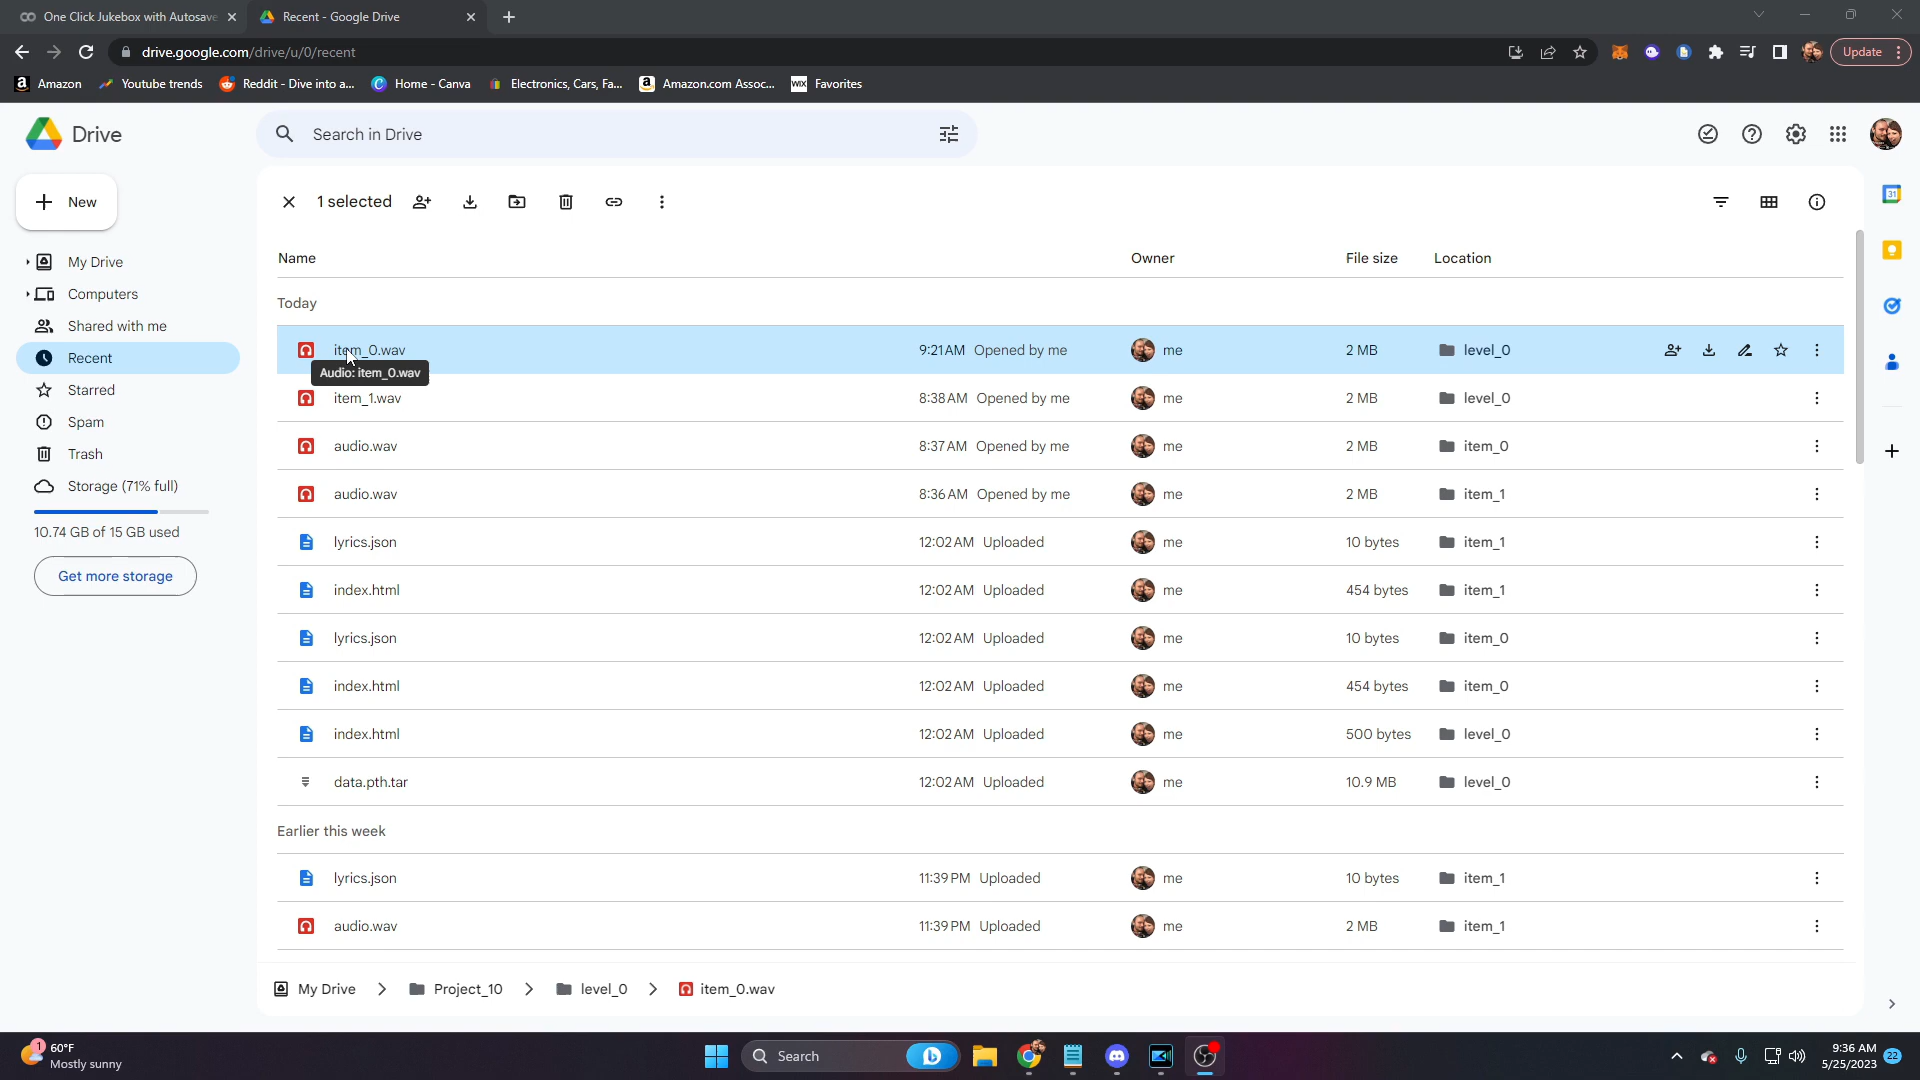 One Click Jukebox with Autosave
Recent - Google Drive
drive.google.com/drive/u/0/recent
Update
Amazon
Youtube trends
Reddit - Dive into a...
Home - Canva
Electronics, Cars, Fa...
Amazon.com Assoc...
WIX Favorites
Drive
Search in Drive
New
1 selected
31
My Drive
Computers
Shared with me
Recent
Starred
Spam
Trash
Storage (71% full)
10.74 GB of 15 GB used
Get more storage
Name Owner File size Location
Today
item_0.wav 9:21 AM Opened by me me 2 MB level_0
Audio: item_0.wav
item_1.wav 8:38 AM Opened by me me 2 MB level_0
audio.wav 8:37 AM Opened by me me 2 MB item_0
audio.wav 8:36 AM Opened by me me 2 MB item_1
lyrics.json 12:02 AM Uploaded me 10 bytes item_1
index.html 12:02 AM Uploaded me 454 bytes item_1
lyrics.json 12:02 AM Uploaded me 10 bytes item_0
index.html 12:02 AM Uploaded me 454 bytes item_0
index.html 12:02 AM Uploaded me 500 bytes level_0
data.pth.tar 12:02 AM Uploaded me 10.9 MB level_0
Earlier this week
lyrics.json 11:39 PM Uploaded me 10 bytes item_1
audio.wav 11:39 PM Uploaded me 2 MB item_1
My Drive Project_10 level_0 item_0.wav
1
60°F
Mostly sunny
Search
9:36 AM
5/25/2023
22